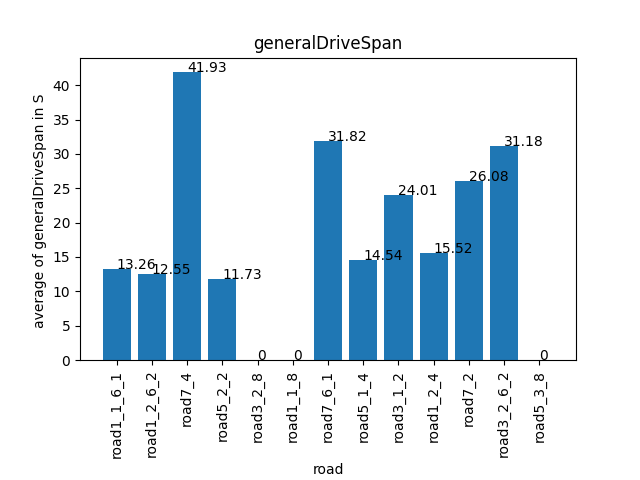 generalDriveSpan
average of generalDriveSpan in S
40
35
30
25
20
15
10
5
0
13.26
12.55
41.93
11.73
0
0
31.82
14.54
24.01
15.52
26.08
31.18
0
road1_1_6_1
road1_2_6_2
road7_4
road5_2_2
road3_2_8
road1_1_8
road7_6_1
road5_1_4
road3_1_2
road1_2_4
road7_2
road3_2_6_2
road5_3_8
road